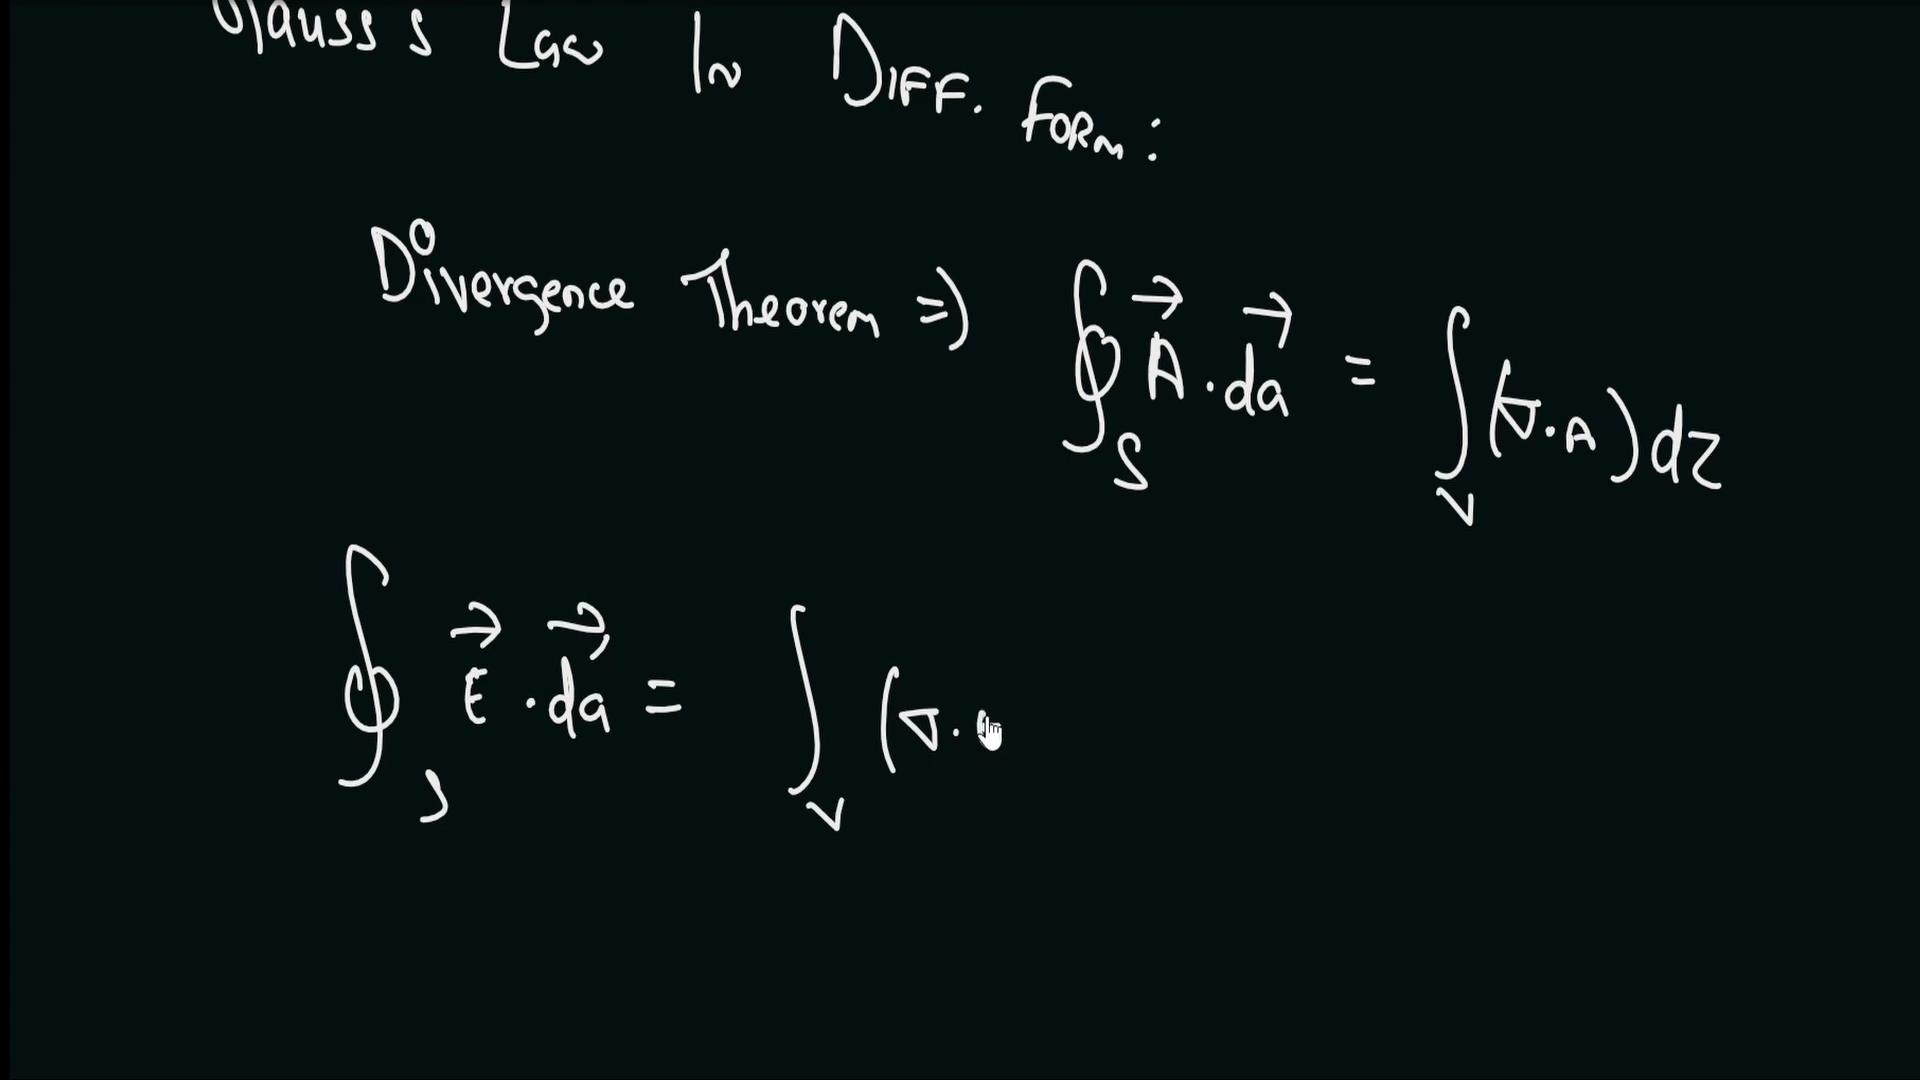 Gauss's Law In DIFF. FORM:
Divergence Theorem => ∮_S A⃗ · da⃗ = ∫_V (∇ · A) dτ
∮_S E⃗ · da⃗ = ∫_V (∇ ·